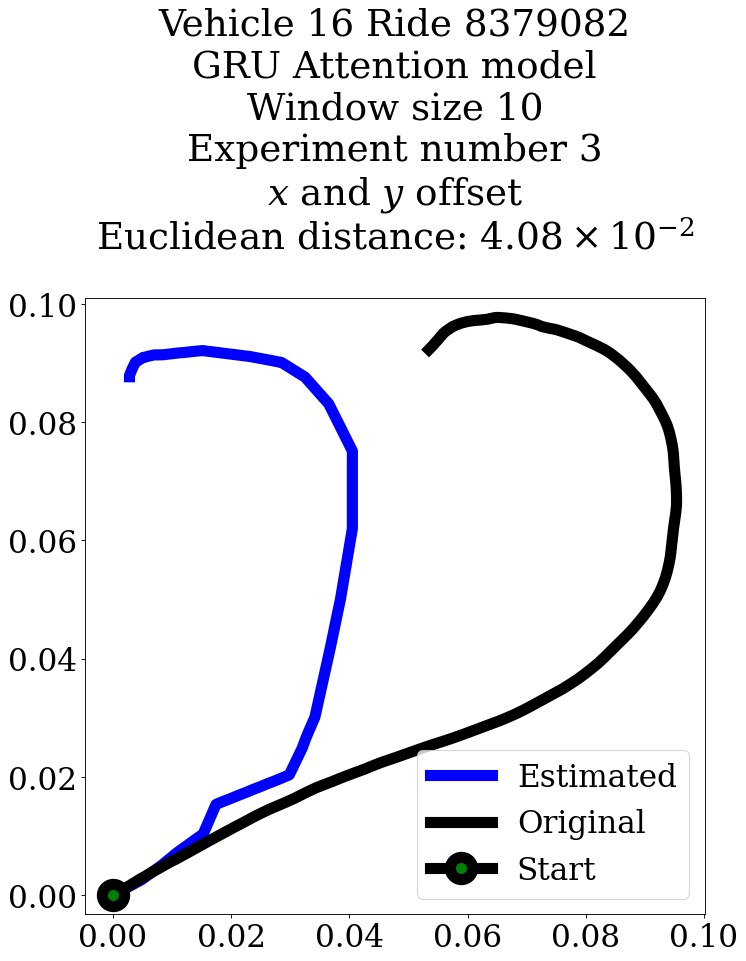 Vehicle 16 Ride 8379082
GRU Attention model
Window size 10
Experiment number 3
x and y offset
Euclidean distance: 4.08 × 10⁻²
0.10
0.08
0.06
0.04
0.02
0.00
Estimated
Original
Start
0.00 0.02 0.04 0.06 0.08 0.10